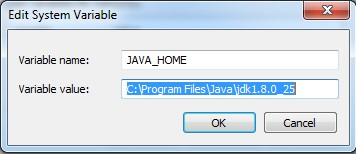 Edit System Variable
Variable name: JAVA_HOME
Variable value: C:\Program Files\Java\jdk1.8.0_25
OK Cancel